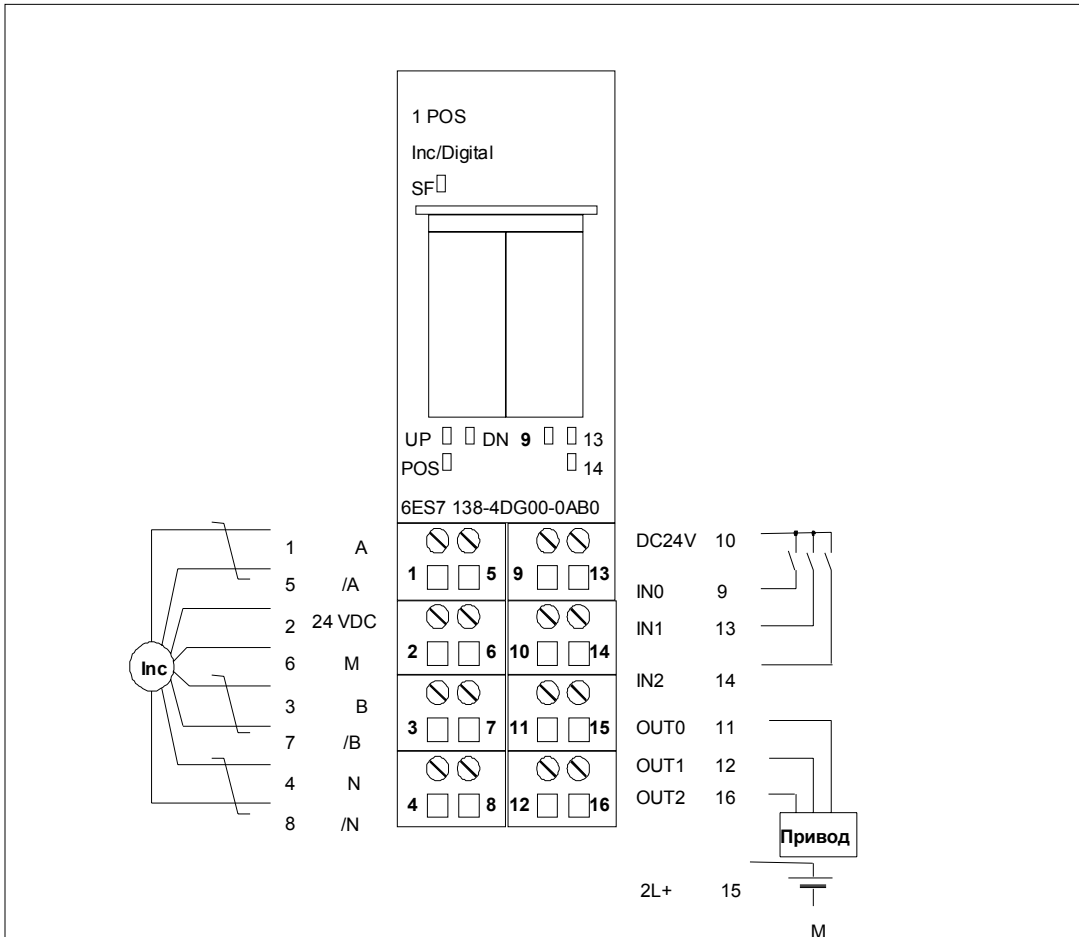 1 POS
Inc/Digital
SF
UP DN 9 13
POS 14
6ES7 138-4DG00-0AB0
1 A
5 /A
2 24 VDC
6 M
3 B
7 /B
4 N
8 /N
Inc
1 5 9 13
2 6 10 14
3 7 11 15
4 8 12 16
DC24V 10
IN0 9
IN1 13
IN2 14
OUT0 11
OUT1 12
OUT2 16
Привод
2L+ 15
M